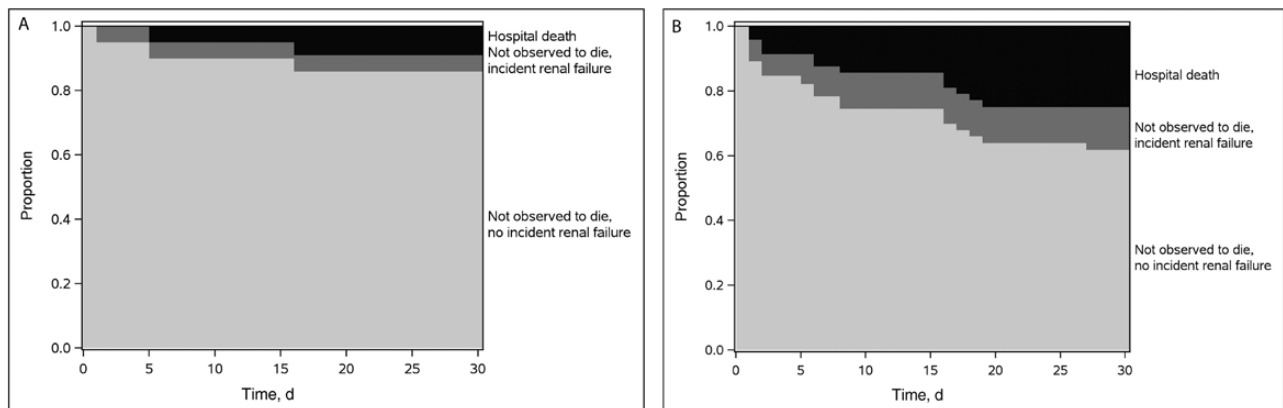 A
Proportion
1.0
0.8
0.6
0.4
0.2
0.0
0 5 10 15 20 25 30
Time, d
Hospital death
Not observed to die,
incident renal failure
Not observed to die,
no incident renal failure
B
Proportion
1.0
0.8
0.6
0.4
0.2
0.0
0 5 10 15 20 25 30
Time, d
Hospital death
Not observed to die,
incident renal failure
Not observed to die,
no incident renal failure